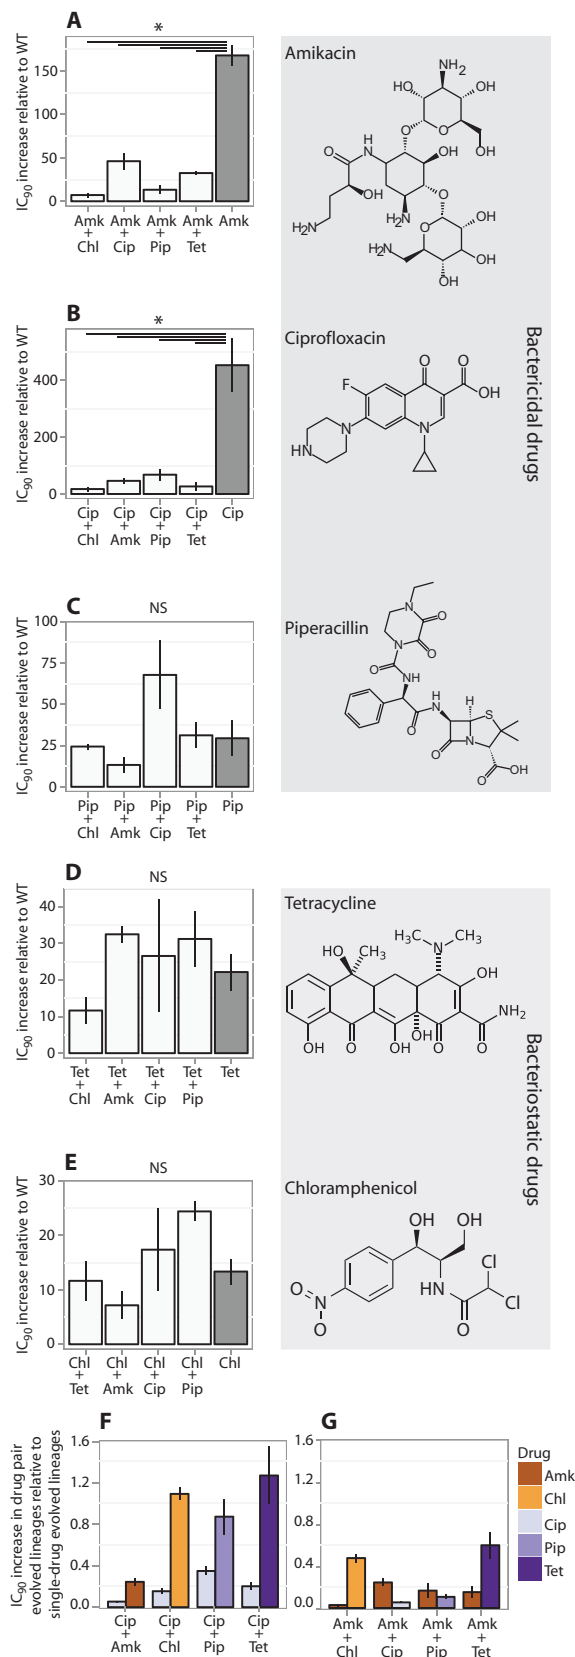 A
*
IC90 increase relative to WT
150
100
50
0
Amk + Chl
Amk + Cip
Amk + Pip
Amk + Tet
Amk
Amikacin
NH2
HO
OH
O
O
OH
H
N
O
OH
OH
O
H2N
H2N
O
OH
H2N
OH
OH
B
*
IC90 increase relative to WT
400
200
0
Cip + Chl
Cip + Amk
Cip + Pip
Cip + Tet
Cip
Ciprofloxacin
O
O
F
OH
N
N
HN
Bactericidal drugs
C
NS
IC90 increase relative to WT
100
75
50
25
0
Pip + Chl
Pip + Amk
Pip + Cip
Pip + Tet
Pip
Piperacillin
N
O
O
N
O
NH
H
N
H
S
O
N
O
O
OH
D
NS
IC90 increase relative to WT
40
30
20
10
0
Tet + Chl
Tet + Amk
Tet + Cip
Tet + Pip
Tet
Tetracycline
H3C
CH3
N
HO
CH3
OH
NH2
OH
OH
O
OH
O
O
Bacteriostatic drugs
E
NS
IC90 increase relative to WT
30
20
10
0
Chl + Tet
Chl + Amk
Chl + Cip
Chl + Pip
Chl
Chloramphenicol
OH
OH
Cl
HN
Cl
O
N
O
O
F
IC90 increase in drug pair
evolved lineages relative to
single-drug evolved lineages
1.6
1.2
0.8
0.4
0.0
Cip + Amk
Cip + Chl
Cip + Pip
Cip + Tet
G
1.6
1.2
0.8
0.4
0.0
Amk + Chl
Amk + Cip
Amk + Pip
Amk + Tet
Drug
Amk
Chl
Cip
Pip
Tet